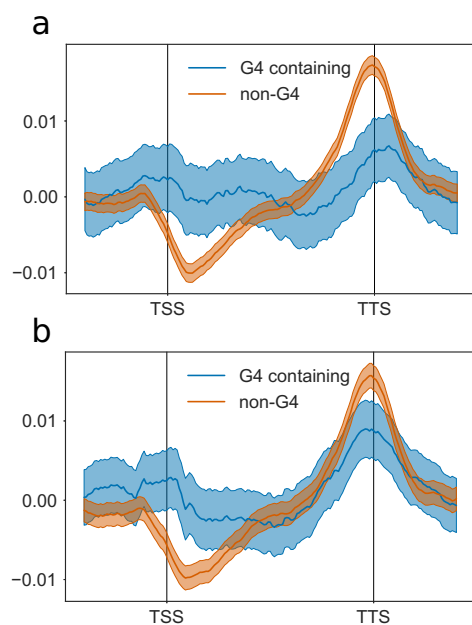 a
G4 containing
non-G4
0.01
0.00
−0.01
TSS TTS
b
G4 containing
non-G4
0.01
0.00
−0.01
TSS TTS